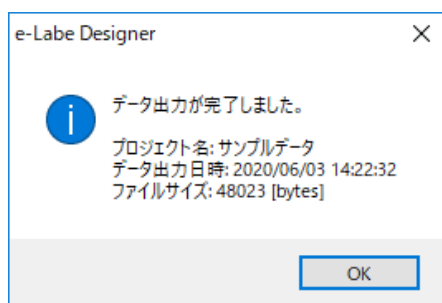 e-Labe Designer
データ出力が完了しました。
プロジェクト名: サンプルデータ
データ出力日時: 2020/06/03 14:22:32
ファイルサイズ: 48023 [bytes]
OK